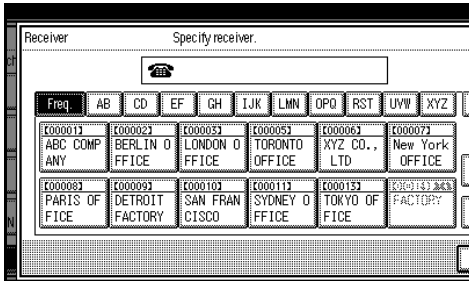 Receiver Specify receiver.
Freq. AB CD EF GH IJK LMN OPQ RST UVW XYZ
[00001] [00002] [00003] [00005] [00006] [00007]
ABC COMP BERLIN O LONDON O TORONTO XYZ CO., New York
ANY FFICE FFICE OFFICE LTD OFFICE
[00008] [00009] [00010] [00011] [00013] [00014]
PARIS OF DETROIT SAN FRAN SYDNEY O TOKYO OF FACTORY
FICE FACTORY CISCO FFICE FICE
N